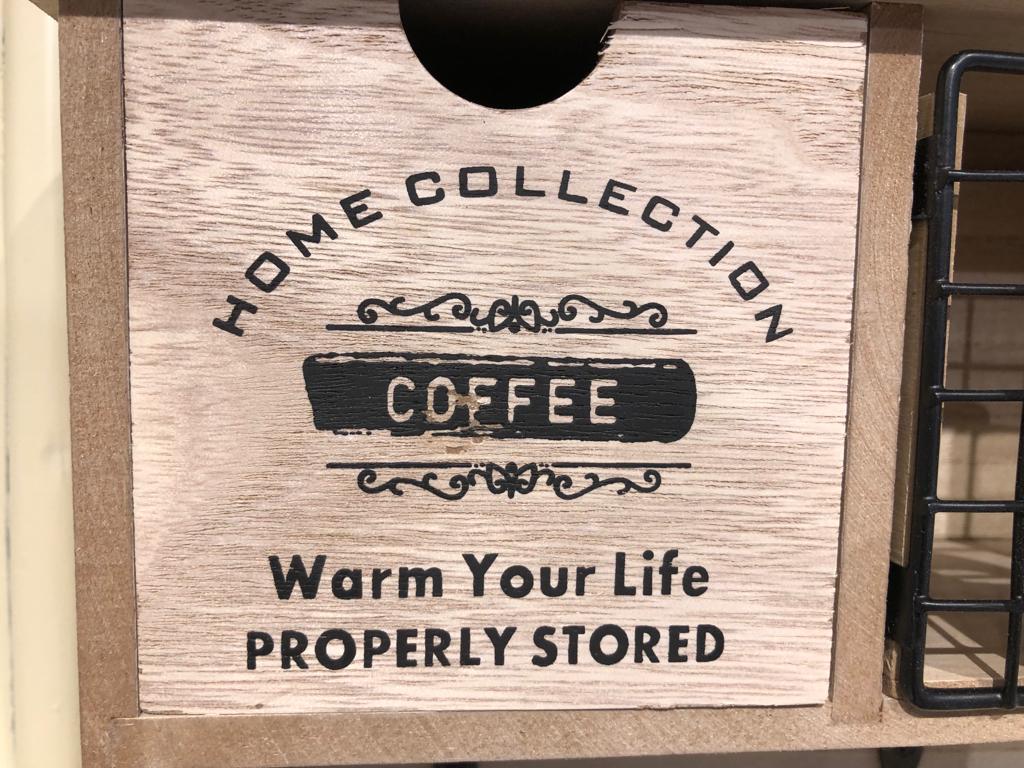 HOME COLLECTION
COFFEE
Warm Your Life
PROPERLY STORED